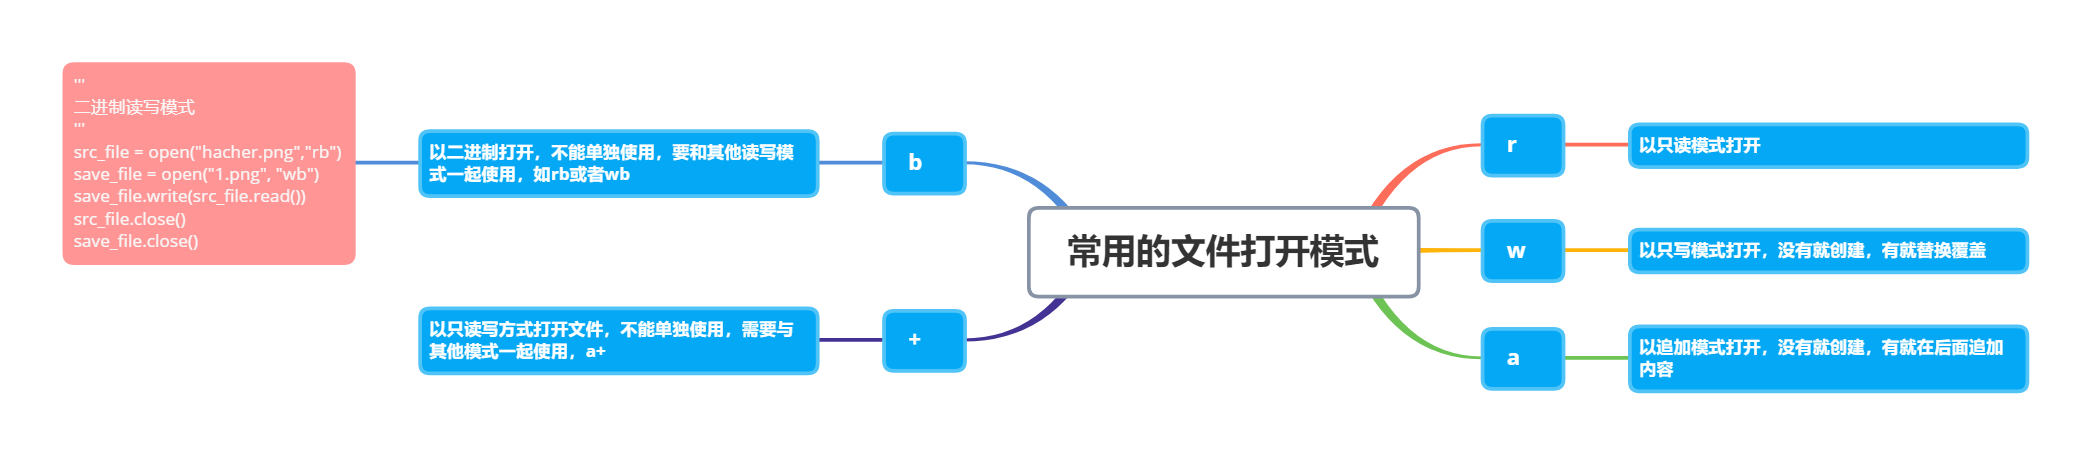 常用的文件打开模式
r
以只读模式打开
w
以只写模式打开，没有就创建，有就替换覆盖
a
以追加模式打开，没有就创建，有就在后面追加
内容
b
以二进制打开，不能单独使用，要和其他读写模
式一起使用，如rb或者wb
'''
二进制读写模式
'''
src_file = open("hacher.png","rb")
save_file = open("1.png", "wb")
save_file.write(src_file.read())
src_file.close()
save_file.close()
+
以只读写方式打开文件，不能单独使用，需要与
其他模式一起使用，a+